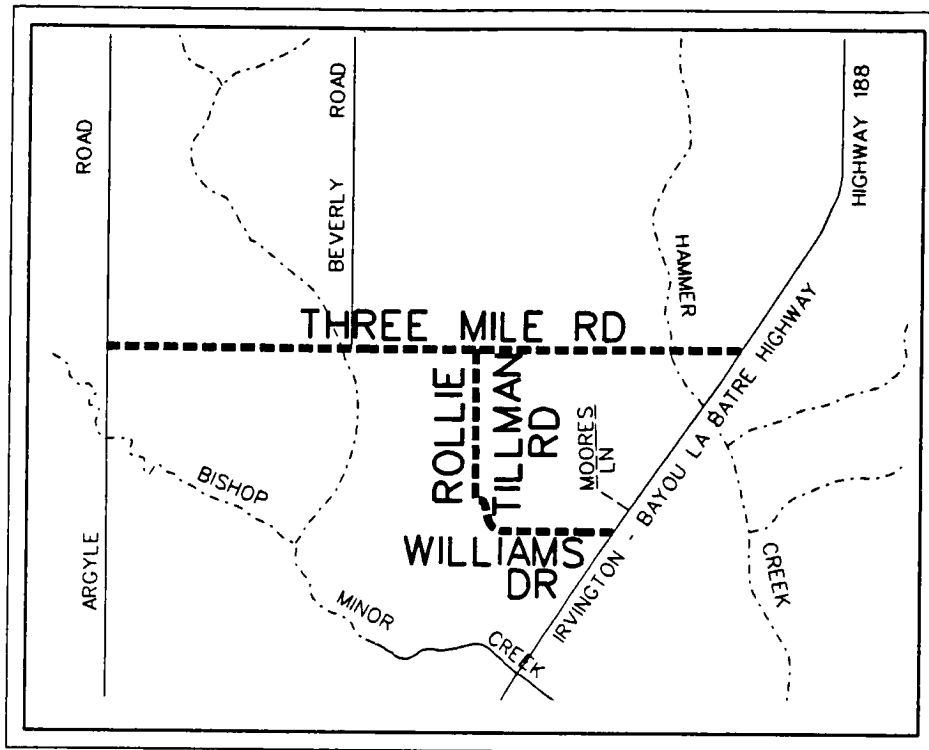 ROAD
ARGYLE
BEVERLY ROAD
HIGHWAY 188
HAMMER
CREEK
THREE MILE RD
ROLLIE
TILLMAN
RD
MOORES
LN
IRVINGTON - BAYOU LA BATRE HIGHWAY
BISHOP
WILLIAMS
DR
MINOR
CREEK